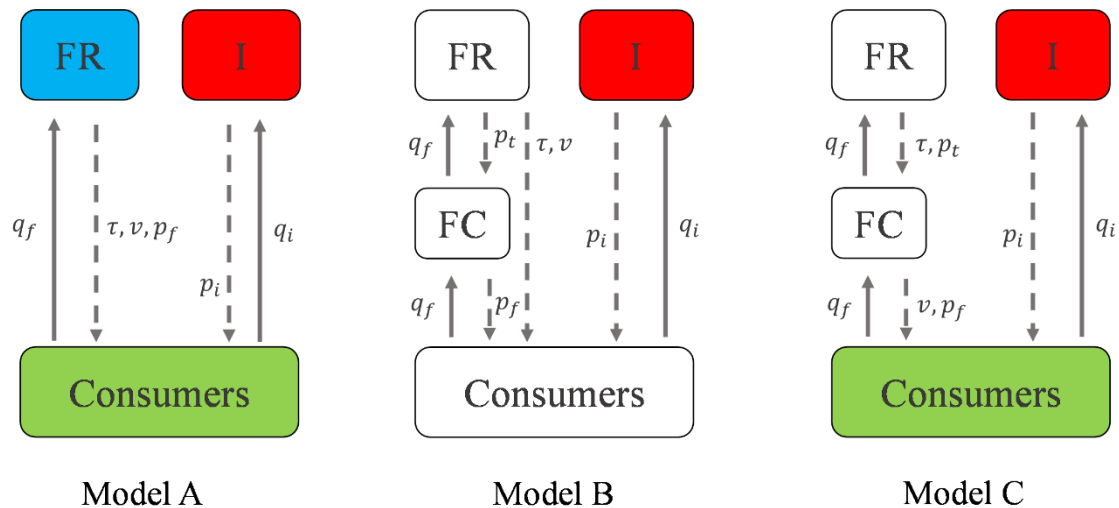 FR I
q_f τ, v, p_f p_i q_i
Consumers
Model A
FR I
q_f p_t τ, v
FC
p_i q_i
q_f p_f
Consumers
Model B
FR I
q_f τ, p_t
FC
p_i q_i
q_f v, p_f
Consumers
Model C